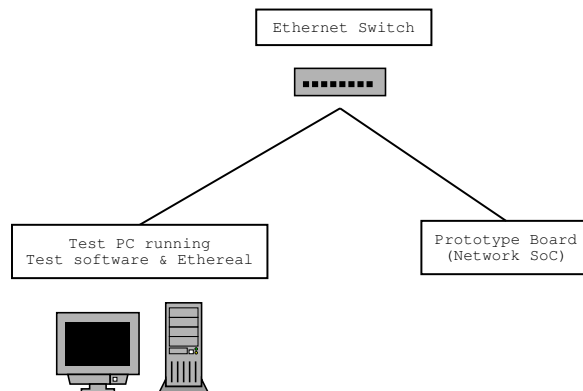 Ethernet Switch
Test PC running
Test software & Ethereal
Prototype Board
(Network SoC)